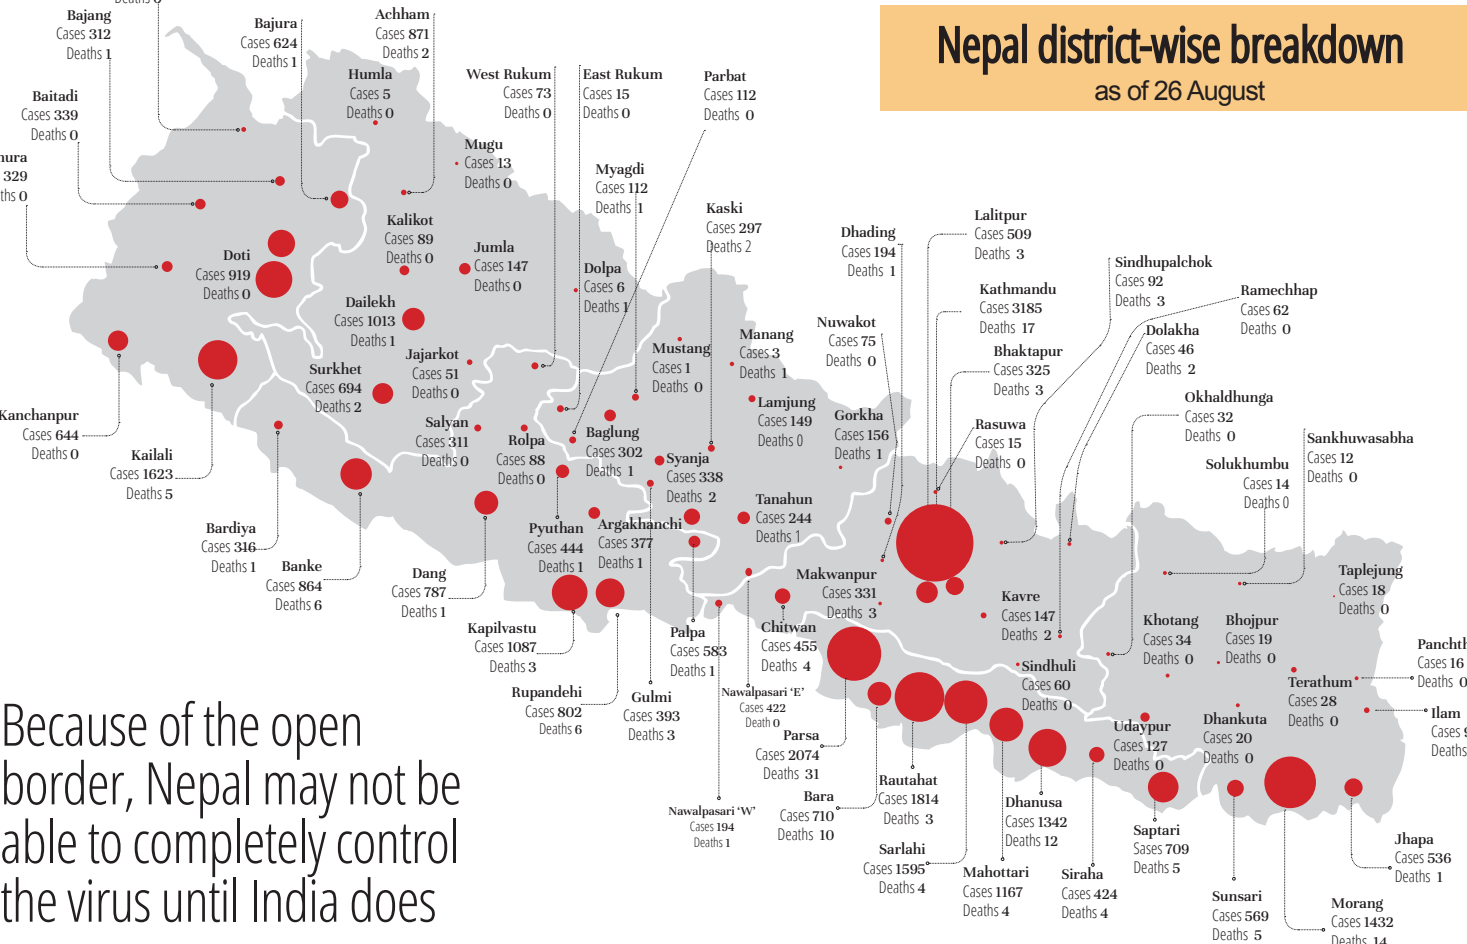 Nepal district-wise breakdown
as of 26 August
Bajang
Cases 312
Deaths 1
Bajura
Cases 624
Deaths 1
Achham
Cases 871
Deaths 2
Humla
Cases 5
Deaths 0
West Rukum
Cases 73
Deaths 0
East Rukum
Cases 15
Deaths 0
Parbat
Cases 112
Deaths 0
Baitadi
Cases 339
Deaths 0
329
Mugu
Cases 13
Deaths 0
Myagdi
Cases 112
Deaths 1
Kaski
Cases 297
Deaths 2
Dhading
Cases 194
Deaths 1
Lalitpur
Cases 509
Deaths 3
Kalikot
Cases 89
Deaths 0
Jumla
Cases 147
Deaths 0
Doti
Cases 919
Deaths 0
Dolpa
Cases 6
Deaths 1
Sindhupalchok
Cases 92
Deaths 3
Kathmandu
Cases 3185
Deaths 17
Ramechhap
Cases 62
Deaths 0
Dailekh
Cases 1013
Deaths 1
Nuwakot
Cases 75
Deaths 0
Dolakha
Cases 46
Deaths 2
Manang
Cases 3
Deaths 1
Mustang
Cases 1
Deaths 0
Bhaktapur
Cases 325
Deaths 3
Jajarkot
Cases 51
Deaths 0
Surkhet
Cases 694
Deaths 2
Okhaldhunga
Cases 32
Deaths 0
Lamjung
Cases 149
Deaths 0
Gorkha
Cases 156
Deaths 1
Kanchanpur
Cases 644
Deaths 0
Salyan
Cases 311
Deaths 0
Rolpa
Cases 88
Deaths 0
Baglung
Cases 302
Deaths 1
Rasuwa
Cases 15
Deaths 0
Sankhuwasabha
Cases 12
Deaths 0
Kailali
Cases 1623
Deaths 5
Syanja
Cases 338
Deaths 2
Solukhumbu
Cases 14
Deaths 0
Tanahun
Cases 244
Deaths 1
Bardiya
Cases 316
Deaths 1
Pyuthan
Cases 444
Deaths 1
Argakhanchi
Cases 377
Deaths 1
Banke
Cases 864
Deaths 6
Dang
Cases 787
Deaths 1
Makwanpur
Cases 331
Deaths 3
Taplejung
Cases 18
Deaths 0
Kavre
Cases 147
Deaths 2
Khotang
Cases 34
Deaths 0
Bhojpur
Cases 19
Deaths 0
Kapilvastu
Cases 1087
Deaths 3
Palpa
Cases 583
Deaths 1
Chitwan
Cases 455
Deaths 4
Cases 16
Deaths 0
Sindhuli
Cases 60
Deaths 0
Terathum
Cases 28
Deaths 0
Rupandehi
Cases 802
Deaths 6
Gulmi
Cases 393
Deaths 3
Nawalpasari ‘E’
Cases 422
Death 0
Ilam
Cases
Deaths
Udaypur
Cases 127
Deaths 0
Dhankuta
Cases 20
Deaths 0
Parsa
Cases 2074
Deaths 31
Rautahat
Cases 1814
Deaths 3
Bara
Cases 710
Deaths 10
Dhanusa
Cases 1342
Deaths 12
Nawalpasari ‘W’
Cases 194
Deaths 1
Saptari
Sases 709
Deaths 5
Jhapa
Cases 536
Deaths 1
Sarlahi
Cases 1595
Deaths 4
Mahottari
Cases 1167
Deaths 4
Siraha
Cases 424
Deaths 4
Sunsari
Cases 569
Deaths 5
Morang
Cases 1432
Deaths 14
Because of the open
border, Nepal may not be
able to completely control
the virus until India does